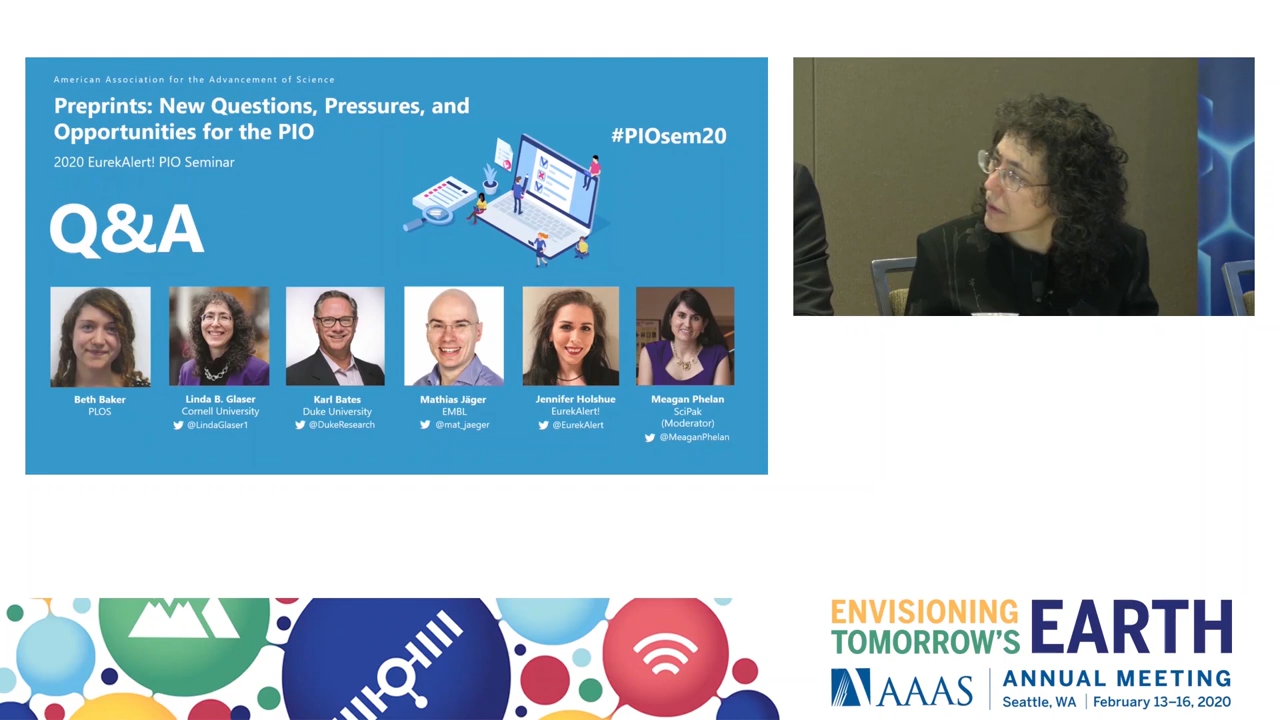 American Association for the Advancement of Science
Preprints: New Questions, Pressures, and
Opportunities for the PIO
#PIOsem20
2020 EurekAlert! PIO Seminar
Q&A
Beth Baker
PLOS
Linda B. Glaser
Cornell University
@LindaGlaser1
Karl Bates
Duke University
@DukeResearch
Mathias Jäger
EMBL
@mat_jaeger
Jennifer Holshue
EurekAlert!
@EurekAlert
Meagan Phelan
SciPak
(Moderator)
@MeaganPhelan
ENVISIONING
TOMORROW'S
EARTH
AAAS
ANNUAL MEETING
Seattle, WA | February 13–16, 2020